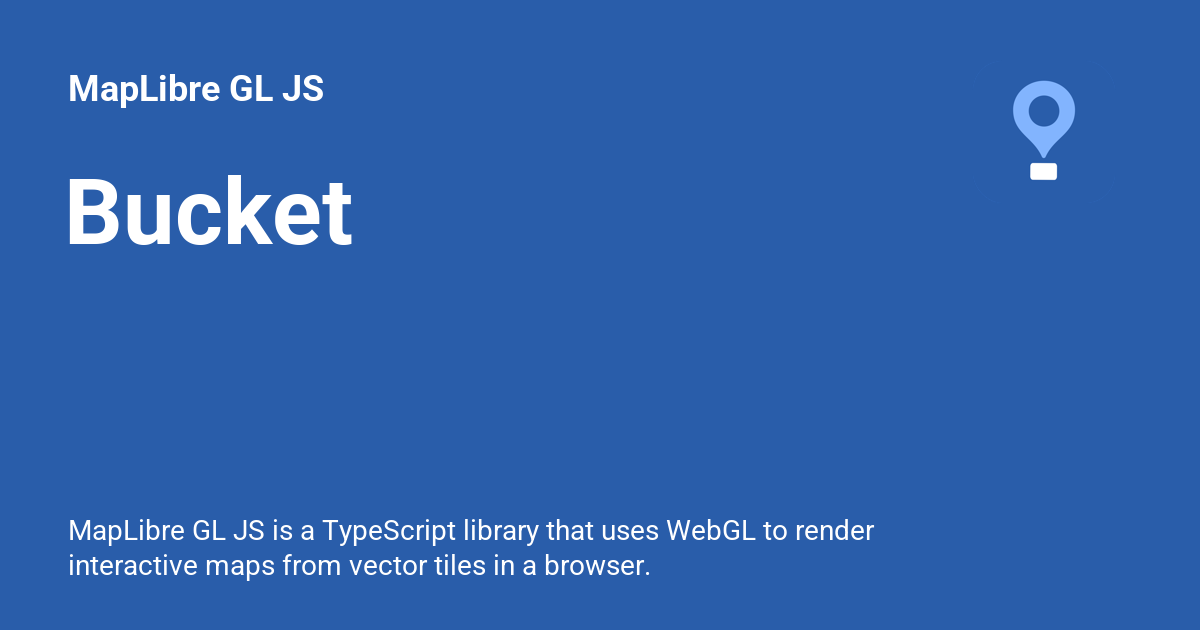 MapLibre GL JS
Bucket
MapLibre GL JS is a TypeScript library that uses WebGL to render
interactive maps from vector tiles in a browser.